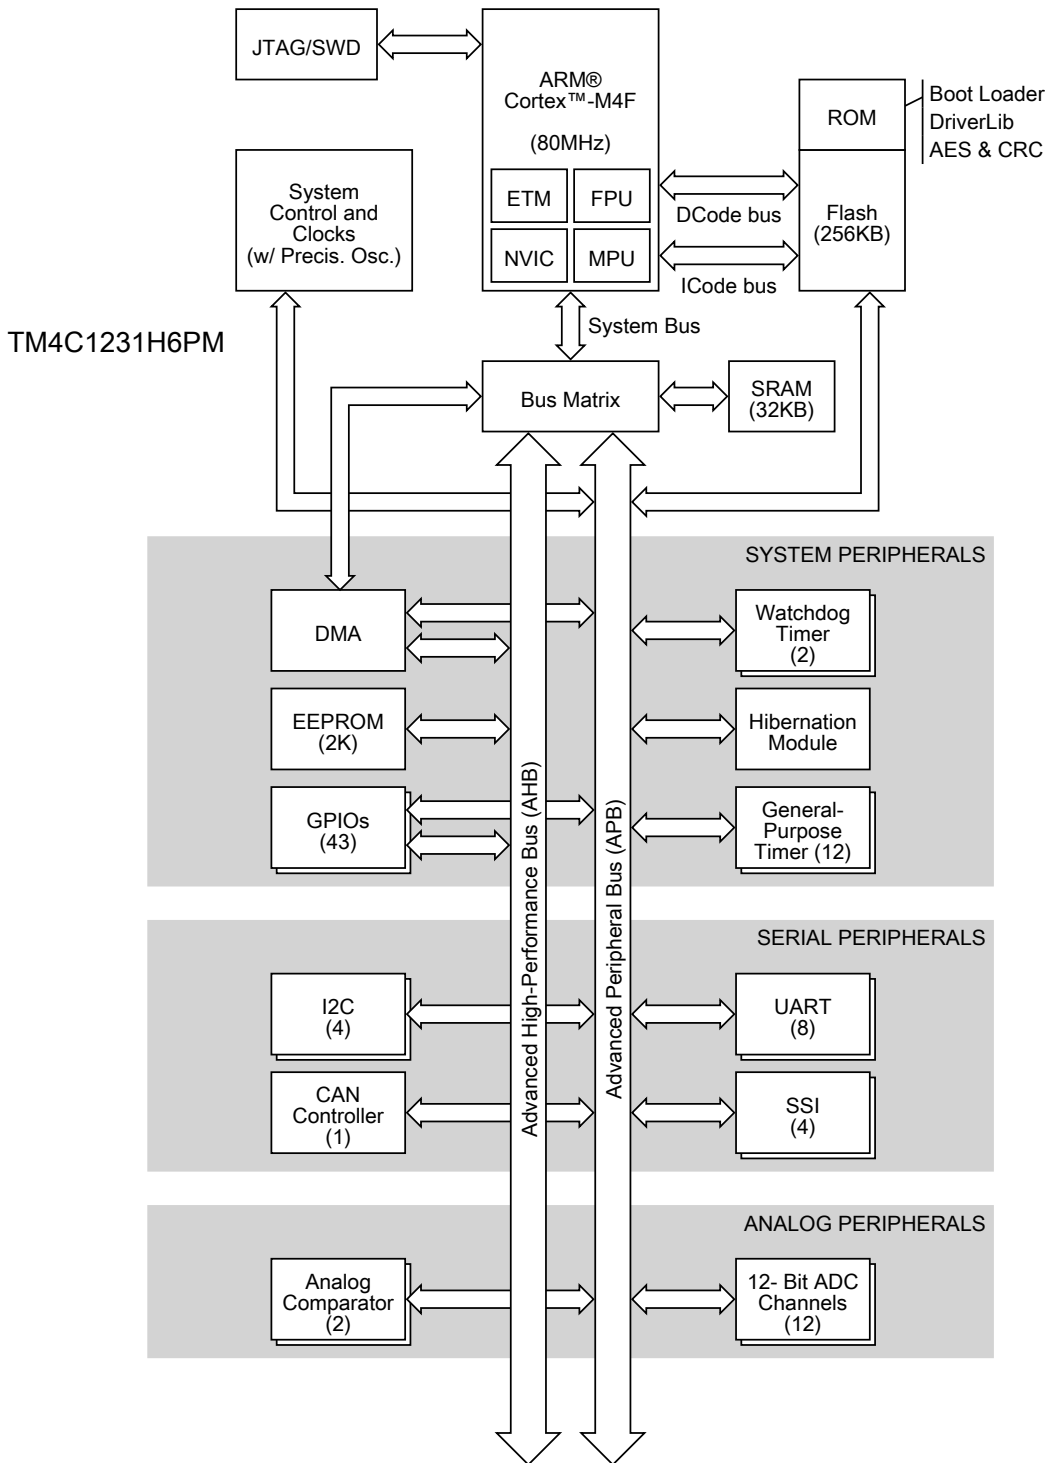 JTAG/SWD
ARM®
Cortex™-M4F
(80MHz)
ETM
FPU
NVIC
MPU
ROM
Boot Loader
DriverLib
AES & CRC
Flash
(256KB)
DCode bus
ICode bus
System
Control and
Clocks
(w/ Precis. Osc.)
TM4C1231H6PM
System Bus
Bus Matrix
SRAM
(32KB)
SYSTEM PERIPHERALS
DMA
Watchdog
Timer
(2)
EEPROM
(2K)
Hibernation
Module
GPIOs
(43)
General-
Purpose
Timer (12)
Advanced High-Performance Bus (AHB)
Advanced Peripheral Bus (APB)
SERIAL PERIPHERALS
I2C
(4)
UART
(8)
CAN
Controller
(1)
SSI
(4)
ANALOG PERIPHERALS
Analog
Comparator
(2)
12- Bit ADC
Channels
(12)